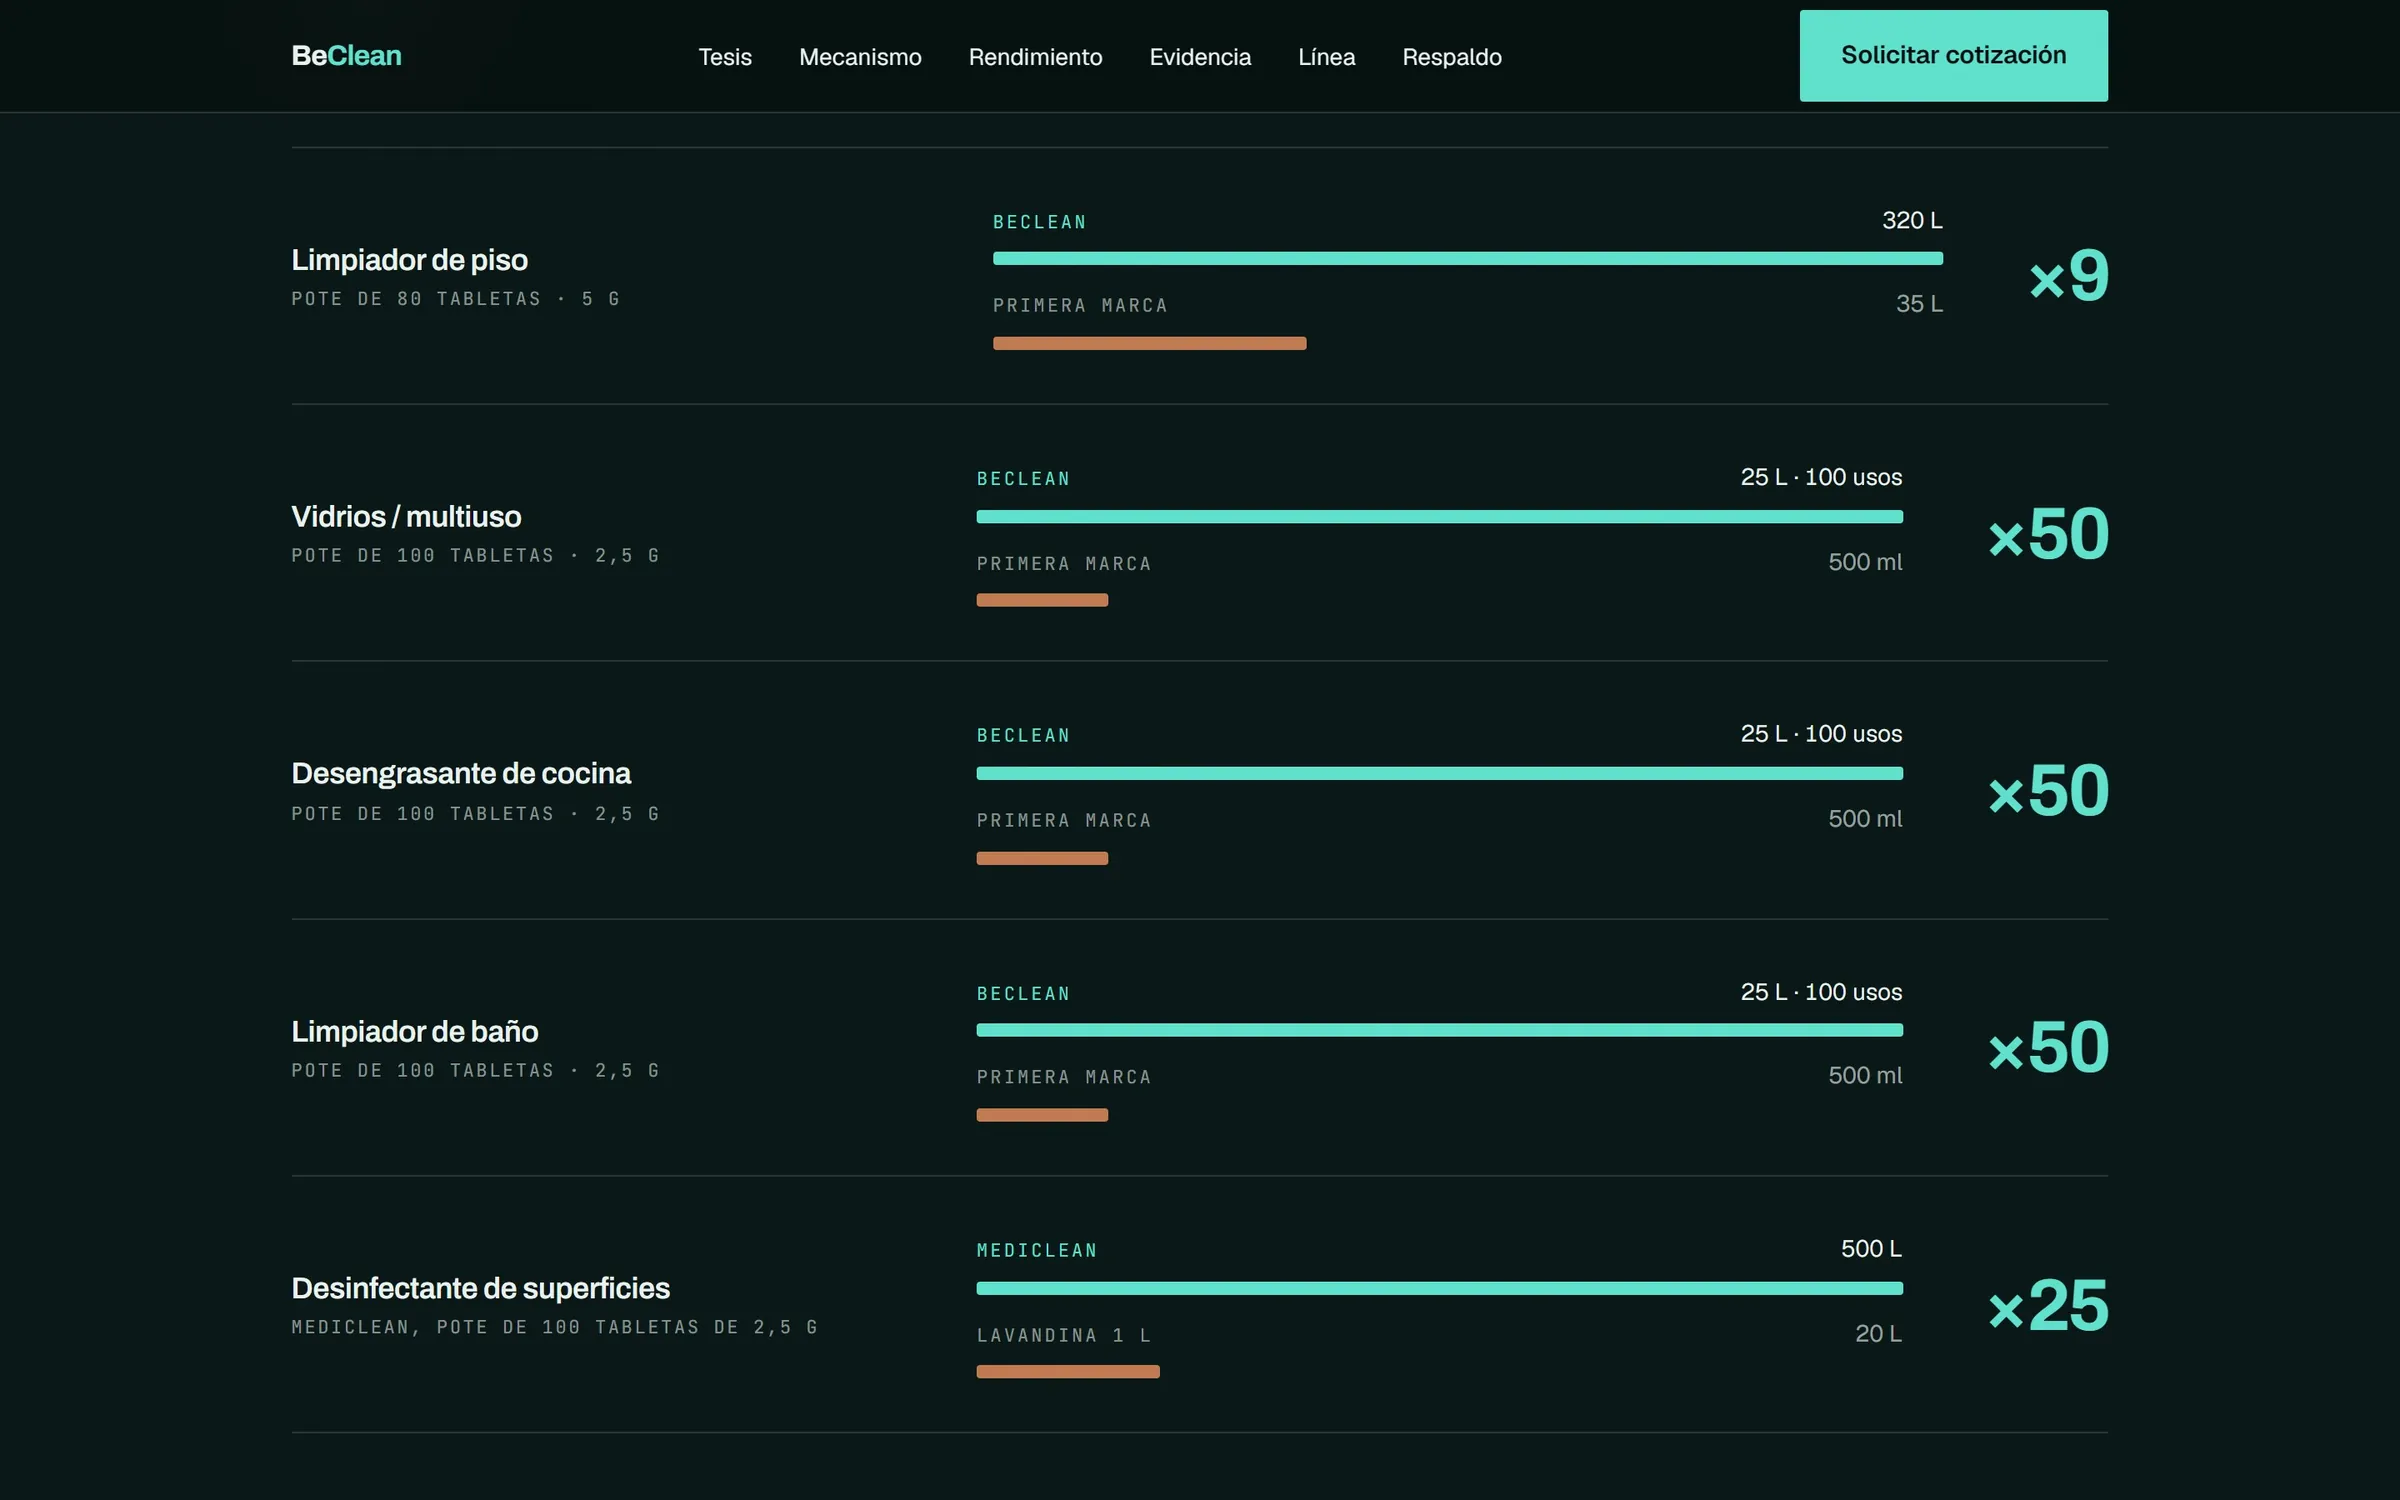 BeClean
Tesis Mecanismo Rendimiento Evidencia Línea Respaldo
Solicitar cotización
Limpiador de piso
POTE DE 80 TABLETAS · 5 G
BECLEAN 320 L
PRIMERA MARCA 35 L
×9
Vidrios / multiuso
POTE DE 100 TABLETAS · 2,5 G
BECLEAN 25 L · 100 usos
PRIMERA MARCA 500 ml
×50
Desengrasante de cocina
POTE DE 100 TABLETAS · 2,5 G
BECLEAN 25 L · 100 usos
PRIMERA MARCA 500 ml
×50
Limpiador de baño
POTE DE 100 TABLETAS · 2,5 G
BECLEAN 25 L · 100 usos
PRIMERA MARCA 500 ml
×50
Desinfectante de superficies
MEDICLEAN, POTE DE 100 TABLETAS DE 2,5 G
MEDICLEAN 500 L
LAVANDINA 1 L 20 L
×25